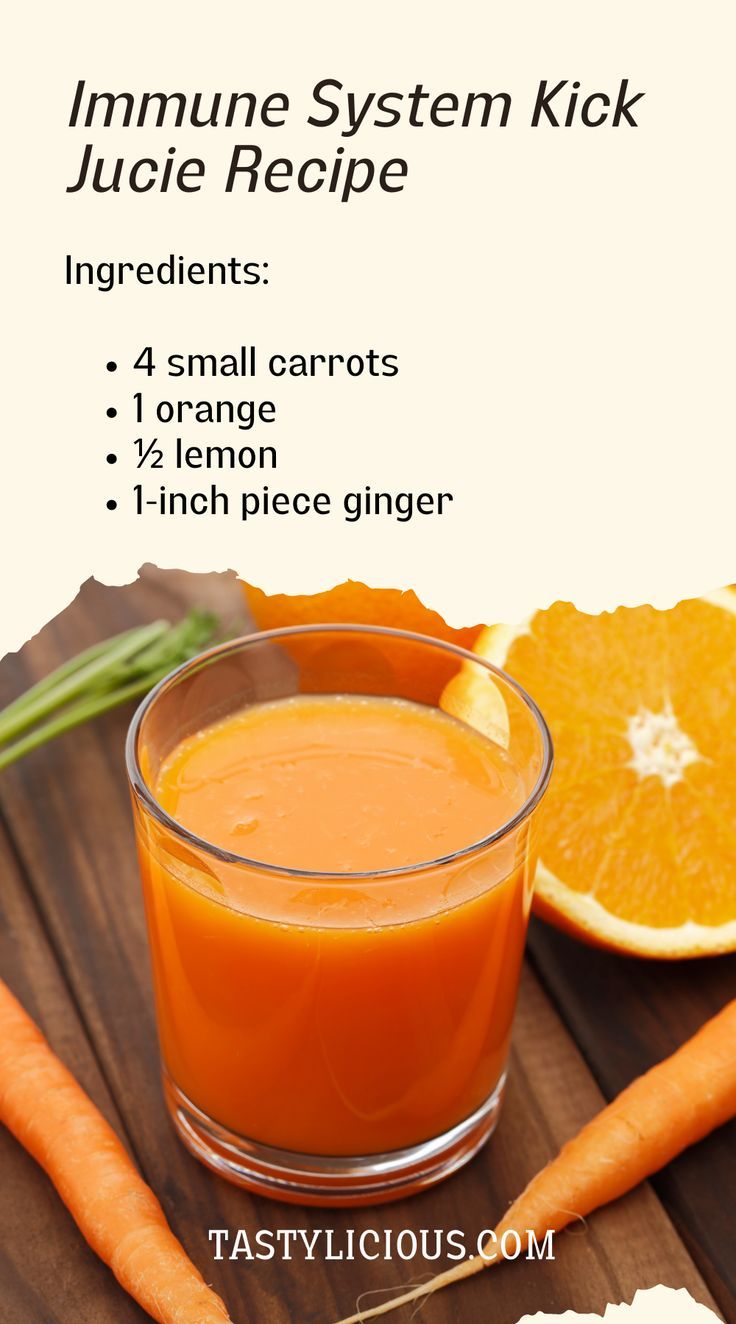 Immune System Kick
Jucie Recipe
Ingredients:
• 4 small carrots
• 1 orange
• ½ lemon
• 1-inch piece ginger
TASTYLICIOUS.COM